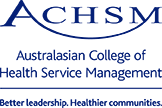 ACHSM
Australasian College of
Health Service Management
Better leadership. Healthier communities.